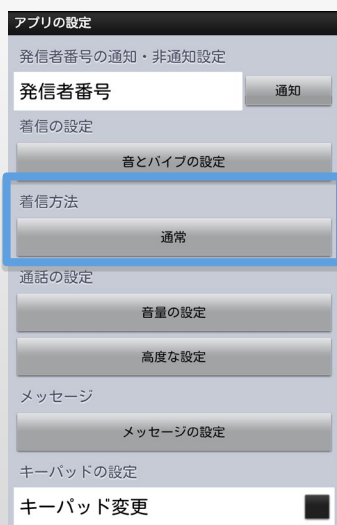 アプリの設定
発信者番号の通知・非通知設定
発信者番号 通知
着信の設定
音とバイブの設定
着信方法
通常
通話の設定
音量の設定
高度な設定
メッセージ
メッセージの設定
キーパッドの設定
キーパッド変更